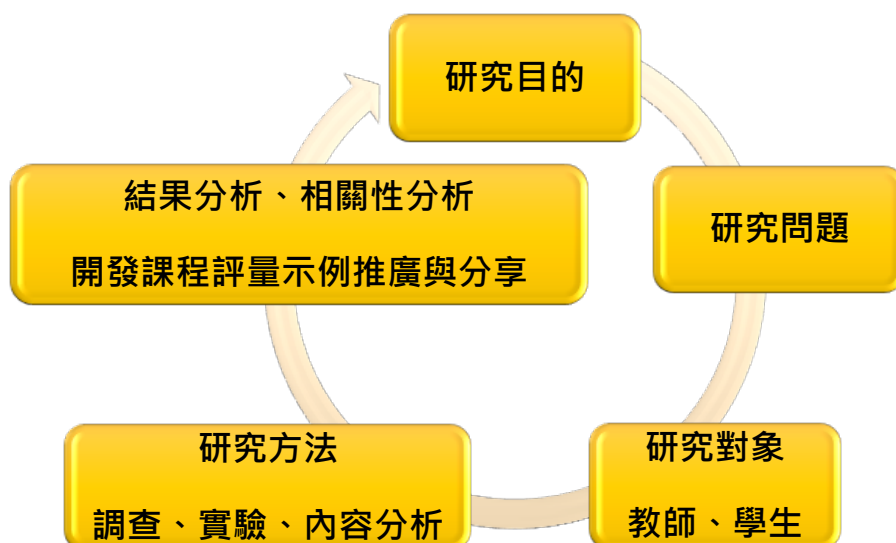 研究目的
研究問題
研究對象
教師、學生
研究方法
調查、實驗、內容分析
結果分析、相關性分析
開發課程評量示例推廣與分享